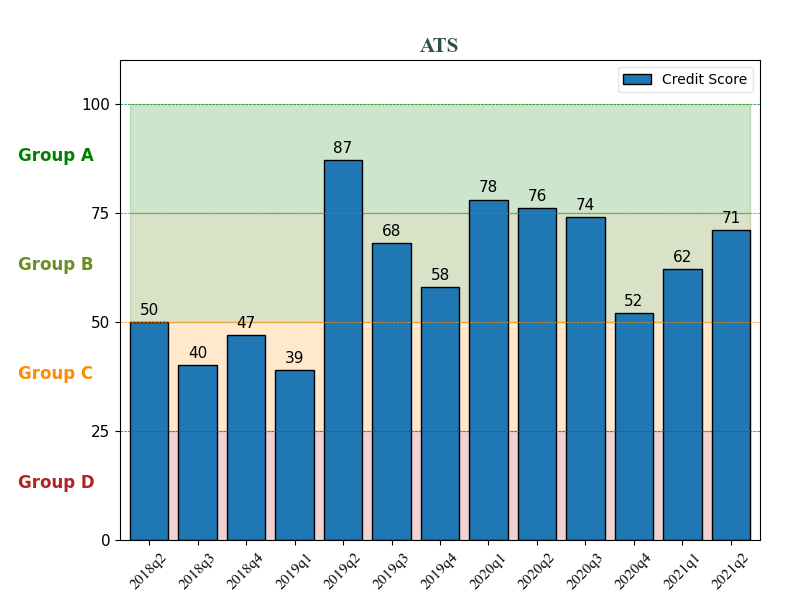 ATS
Credit Score
100
Group A
87
78
76
75
74
71
68
Group B
62
58
52
50
50
47
40
39
Group C
25
Group D
0
2018q2
2018q3
2018q4
2019q1
2019q2
2019q3
2019q4
2020q1
2020q2
2020q3
2020q4
2021q1
2021q2